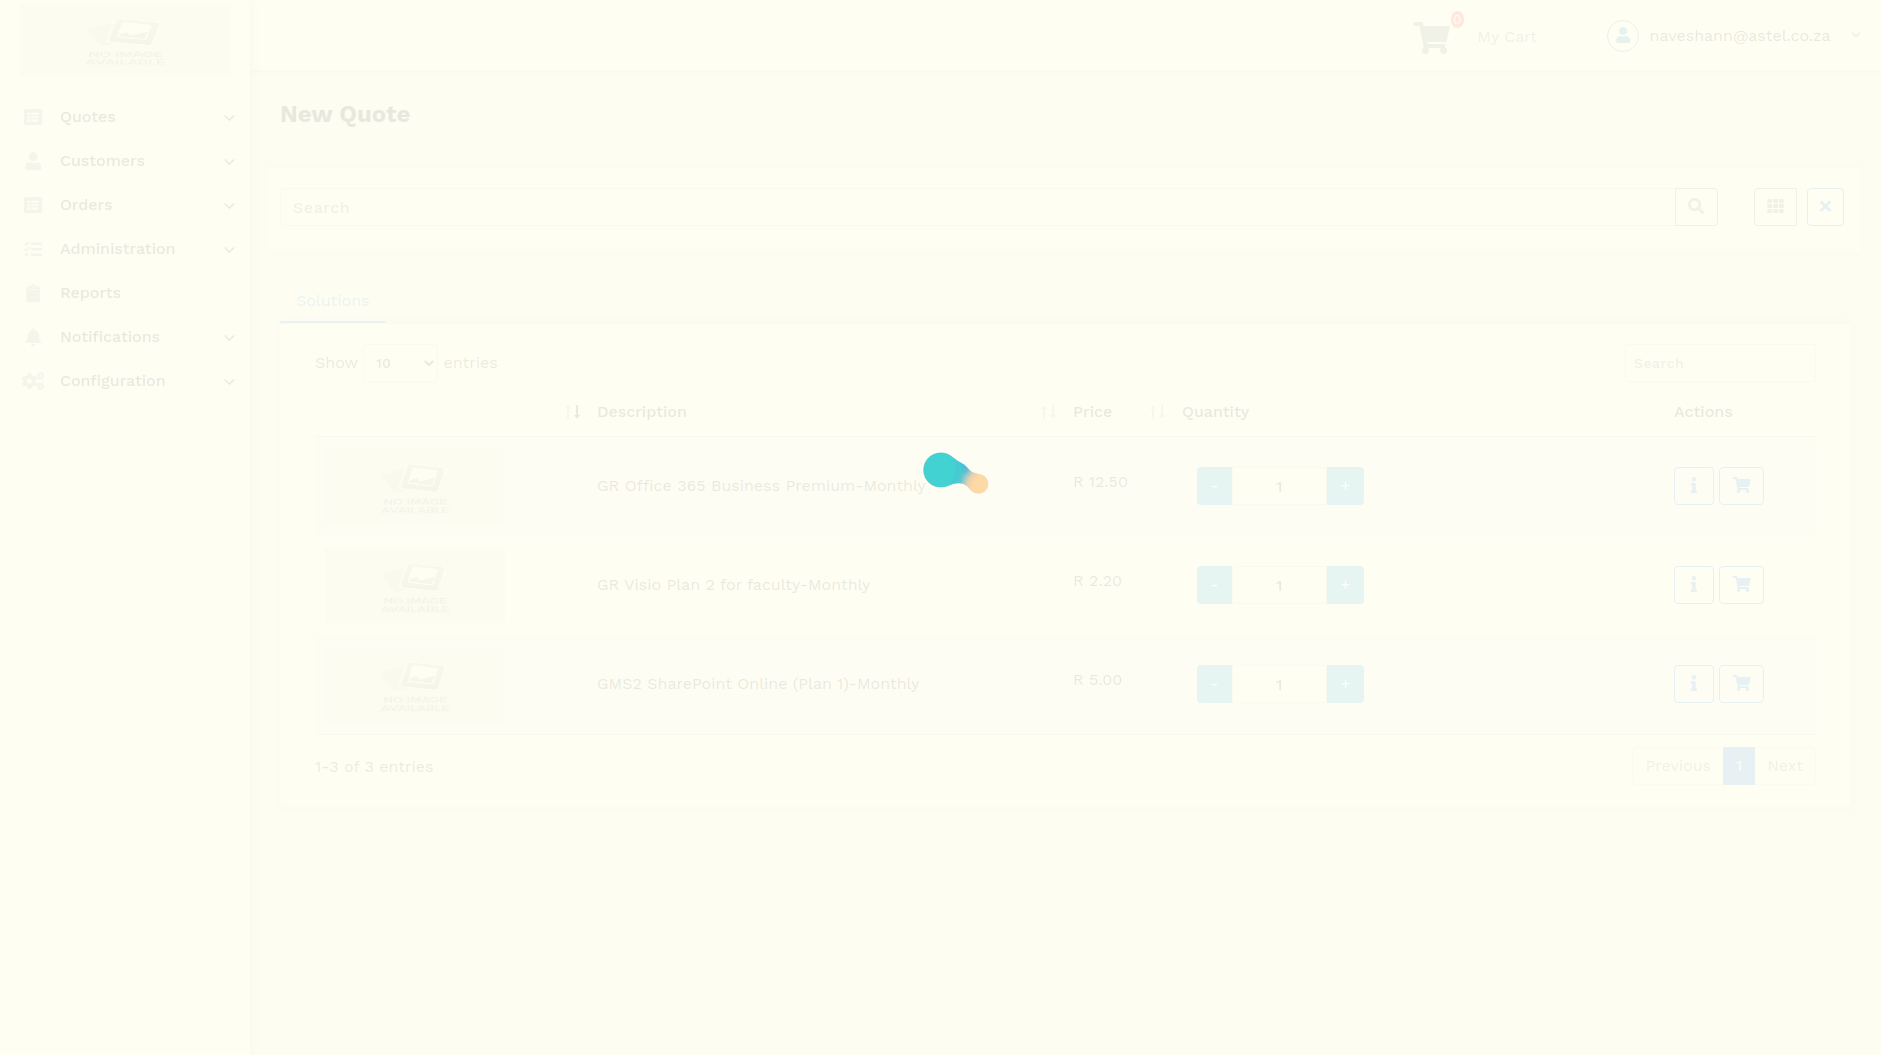 NO IMAGE
AVAILABLE
0
My Cart
naveshann@astel.co.za
Quotes
Customers
Orders
Administration
Reports
Notifications
Configuration
New Quote
Search
Solutions
Show 10 entries
Search
Description Price Quantity Actions
NO IMAGE
AVAILABLE
GR Office 365 Business Premium-Monthly R 12.50 - 1 +
NO IMAGE
AVAILABLE
GR Visio Plan 2 for faculty-Monthly R 2.20 - 1 +
NO IMAGE
AVAILABLE
GMS2 SharePoint Online (Plan 1)-Monthly R 5.00 - 1 +
1-3 of 3 entries
Previous 1 Next